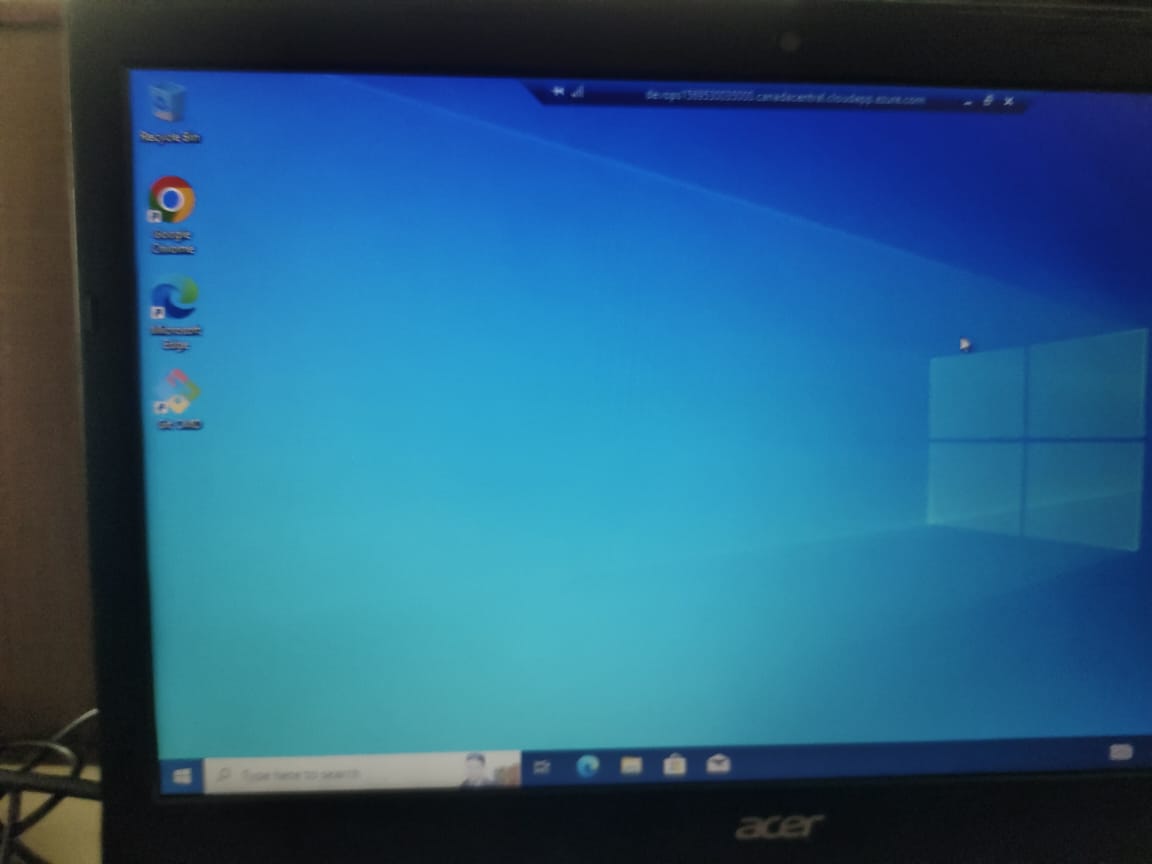 Recycle Bin
Google
Chrome
Microsoft
Edge
Git CMD
Type here to search
acer